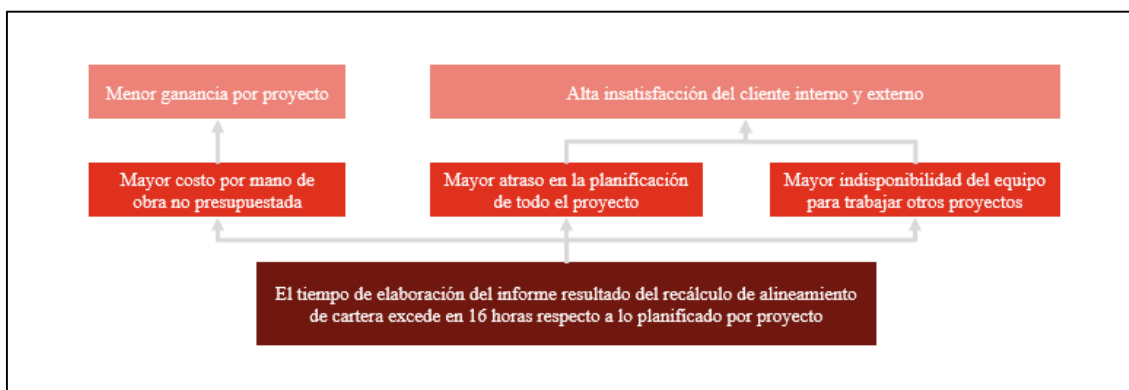 Menor ganancia por proyecto
Alta insatisfacción del cliente interno y externo
Mayor costo por mano de
obra no presupuestada
Mayor atraso en la planificación
de todo el proyecto
Mayor indisponibilidad del equipo
para trabajar otros proyectos
El tiempo de elaboración del informe resultado del recálculo de alineamiento
de cartera excede en 16 horas respecto a lo planificado por proyecto